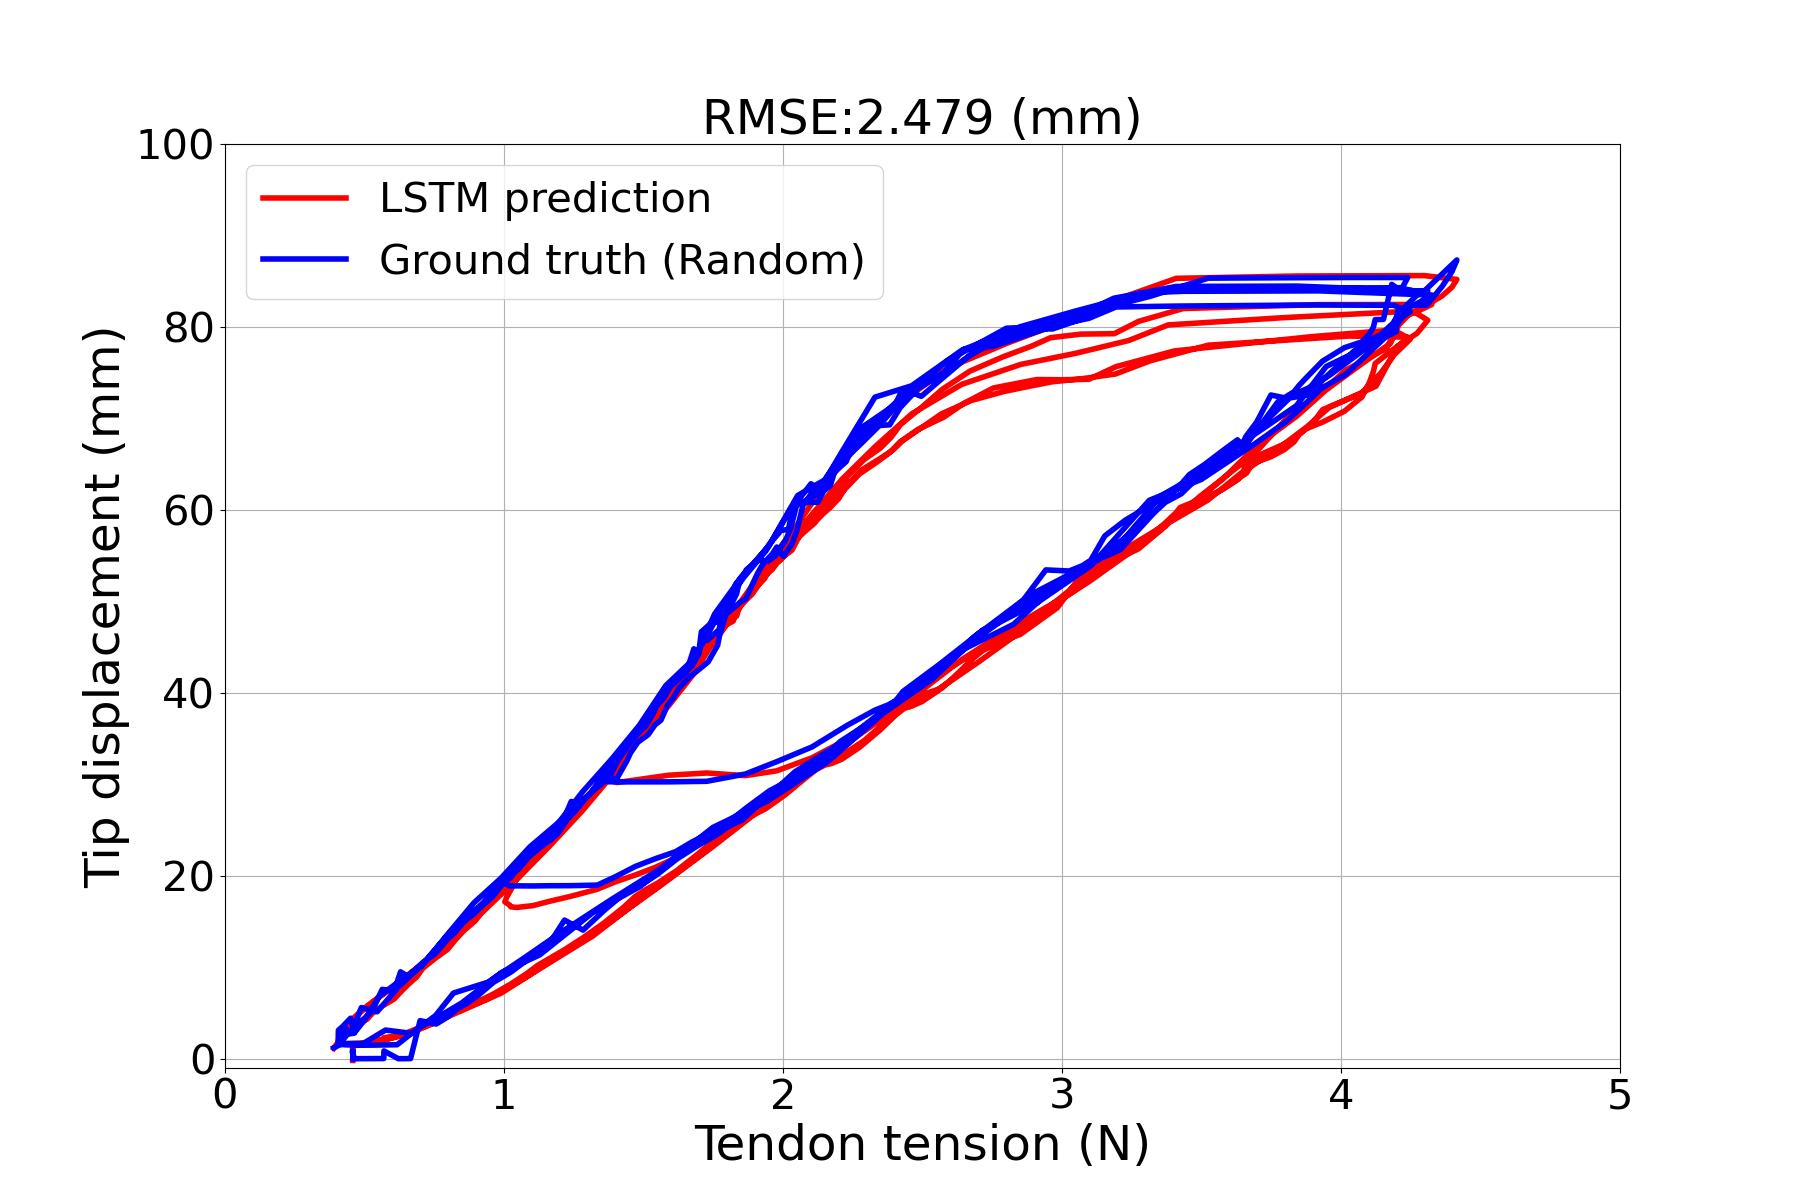 RMSE:2.479 (mm)
100
80
60
40
20
0
Tip displacement (mm)
LSTM prediction
Ground truth (Random)
0 1 2 3 4 5
Tendon tension (N)